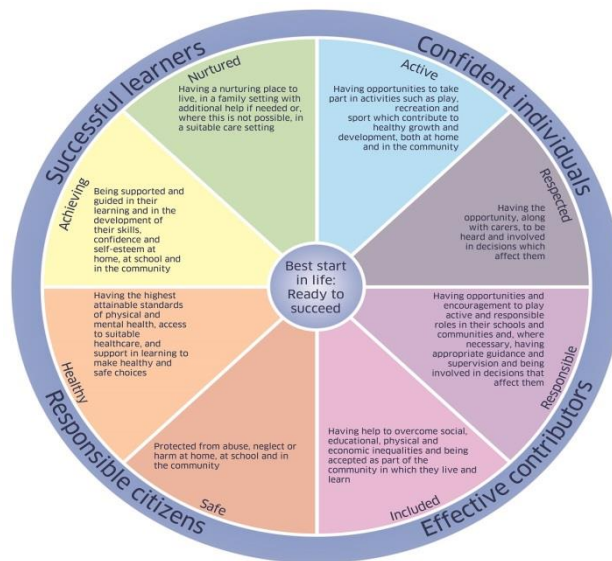 Successful learners
Confident individuals
Nurtured
Having a nurturing place to
live, in a family setting with
additional help if needed or,
where this is not possible, in
a suitable care setting
Active
Having opportunities to take
part in activities such as play,
recreation and
sport which contribute to
healthy growth and
development, both at home
and in the community
Achieving
Being supported and
guided in their
learning and in the
development of
their skills,
confidence and
self-esteem at
home, at school and
in the community
Respected
Having the
opportunity, along
with carers, to be
heard and involved
in decisions which
affect them
Best start
in life:
Ready to
succeed
Healthy
Having the highest
attainable standards
of physical and
mental health, access
to suitable
healthcare, and
support in learning to
make healthy and
safe choices
Responsible
Having opportunities and
encouragement to play
active and responsible
roles in their schools and
communities and, where
necessary, having
appropriate guidance and
supervision and being
involved in decisions that
affect them
Protected from abuse, neglect or
harm at home, at school and in
the community
Safe
Having help to overcome social,
educational, physical and
economic inequalities and being
accepted as part of the
community in which they live and
learn
Included
Responsible citizens
Effective contributors